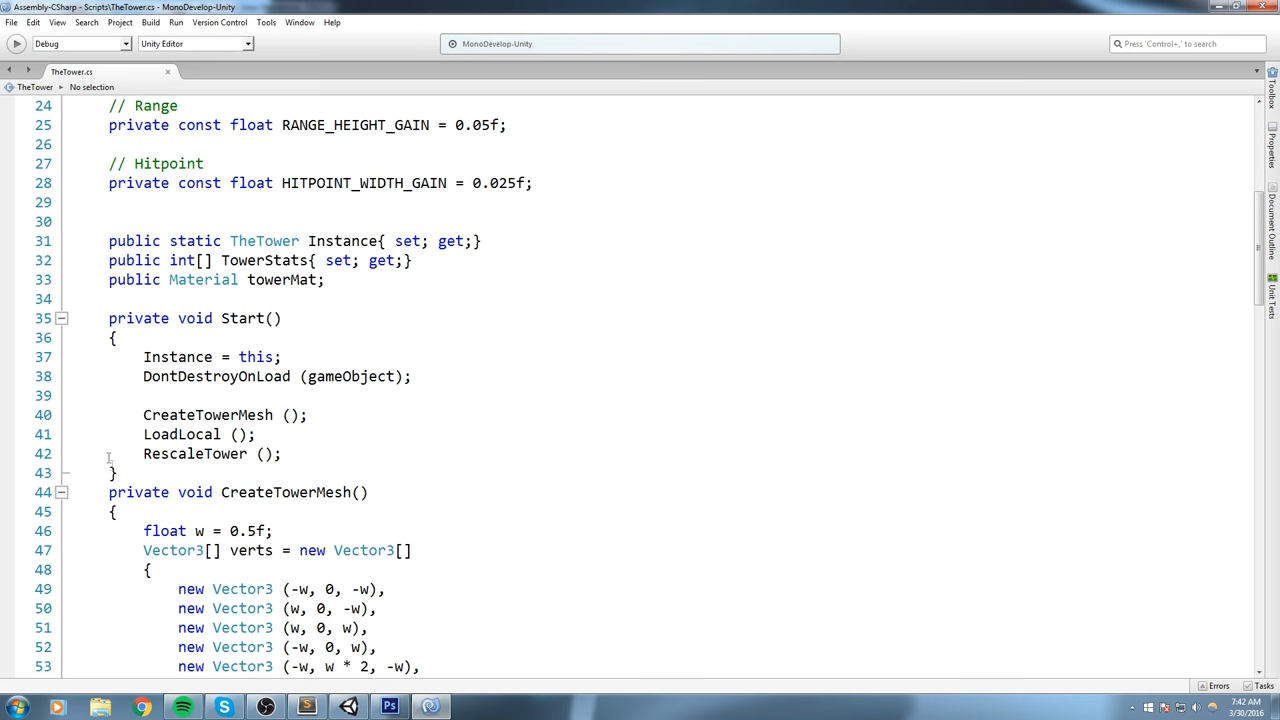 Assembly-CSharp - Scripts\TheTower.cs - MonoDevelop-Unity
File Edit View Search Project Build Run Version Control Tools Window Help
Debug Unity Editor MonoDevelop-Unity Press 'Control+,' to search
TheTower.cs
TheTower No selection
24 // Range
25 private const float RANGE_HEIGHT_GAIN = 0.05f;
26
27 // Hitpoint
28 private const float HITPOINT_WIDTH_GAIN = 0.025f;
29
30
31 public static TheTower Instance{ set; get;}
32 public int[] TowerStats{ set; get;}
33 public Material towerMat;
34
35 private void Start()
36 {
37 Instance = this;
38 DontDestroyOnLoad (gameObject);
39
40 CreateTowerMesh ();
41 LoadLocal ();
42 RescaleTower ();
43 }
44 private void CreateTowerMesh()
45 {
46 float w = 0.5f;
47 Vector3[] verts = new Vector3[]
48 {
49 new Vector3 (-w, 0, -w),
50 new Vector3 (w, 0, -w),
51 new Vector3 (w, 0, w),
52 new Vector3 (-w, 0, w),
53 new Vector3 (-w, w * 2, -w),
Toolbox
Properties
Document Outline
Unit Tests
Errors Tasks
7:42 AM
3/30/2016